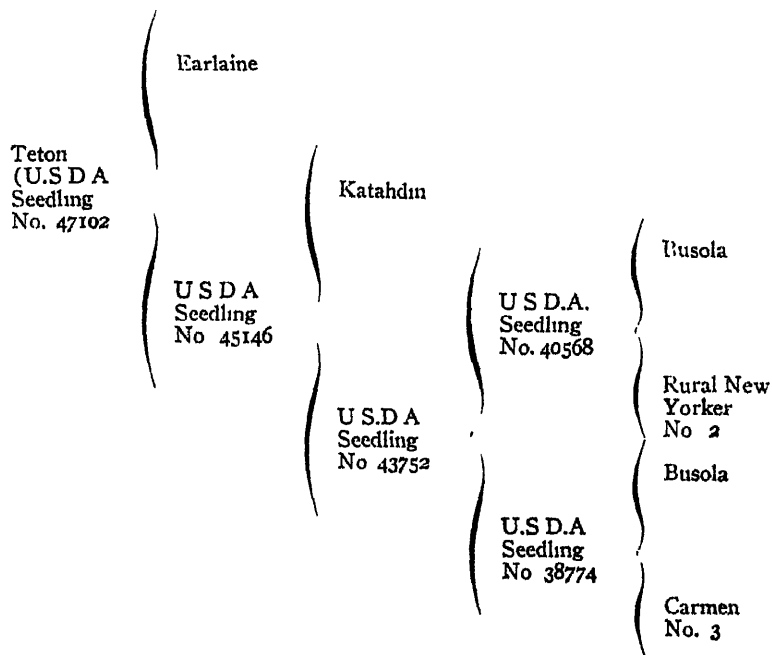 Earlaine
Teton
(U.S D A
Seedling
No. 47102
Katahdin
U S D A
Seedling
No 45146
Busola
U S D.A.
Seedling
No. 40568
Rural New
Yorker
No 2
U S.D A
Seedling
No 43752
Busola
U.S D.A
Seedling
No 38774
Carmen
No. 3